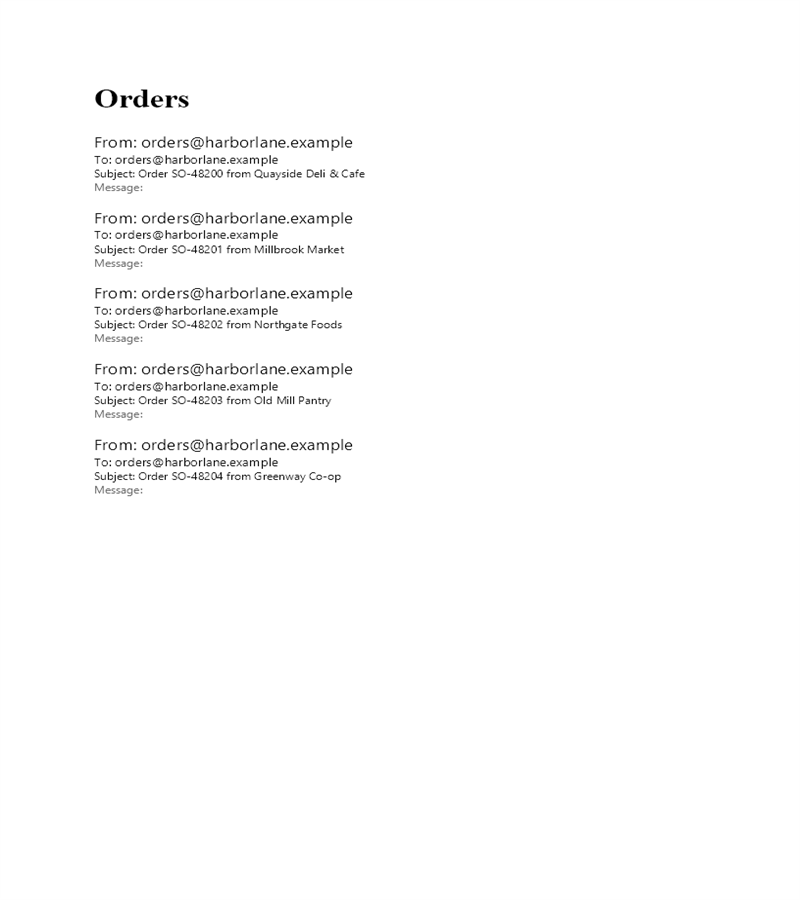 Orders
From: orders@harborlane.example
To: orders@harborlane.example
Subject: Order SO-48200 from Quayside Deli & Cafe
Message:
From: orders@harborlane.example
To: orders@harborlane.example
Subject: Order SO-48201 from Millbrook Market
Message:
From: orders@harborlane.example
To: orders@harborlane.example
Subject: Order SO-48202 from Northgate Foods
Message:
From: orders@harborlane.example
To: orders@harborlane.example
Subject: Order SO-48203 from Old Mill Pantry
Message:
From: orders@harborlane.example
To: orders@harborlane.example
Subject: Order SO-48204 from Greenway Co-op
Message: